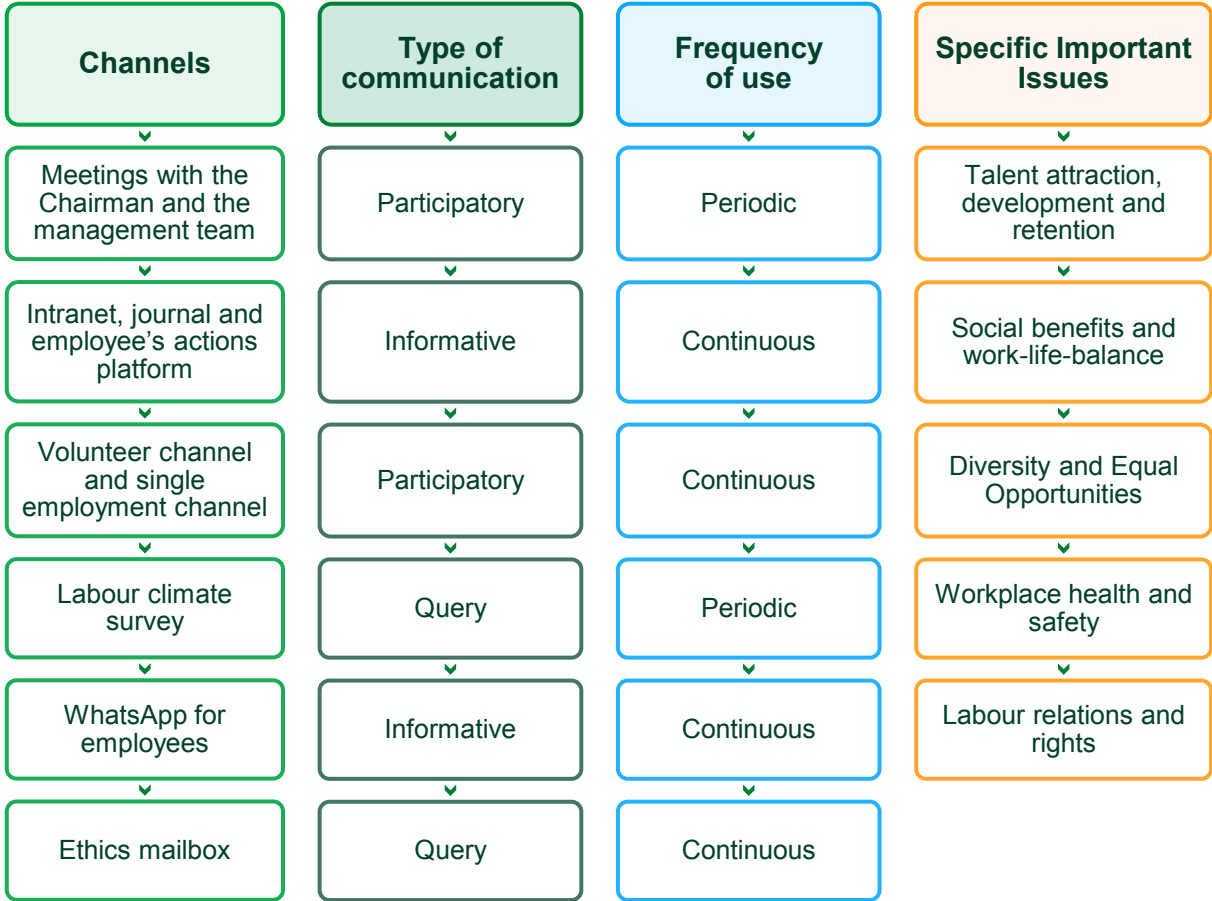 Channels
Type of
communication
Frequency
of use
Specific Important
Issues
Meetings with the
Chairman and the
management team
Participatory
Periodic
Talent attraction,
development and
retention
Intranet, journal and
employee’s actions
platform
Informative
Continuous
Social benefits and
work-life-balance
Volunteer channel
and single
employment channel
Participatory
Continuous
Diversity and Equal
Opportunities
Labour climate
survey
Query
Periodic
Workplace health and
safety
WhatsApp for
employees
Informative
Continuous
Labour relations and
rights
Ethics mailbox
Query
Continuous